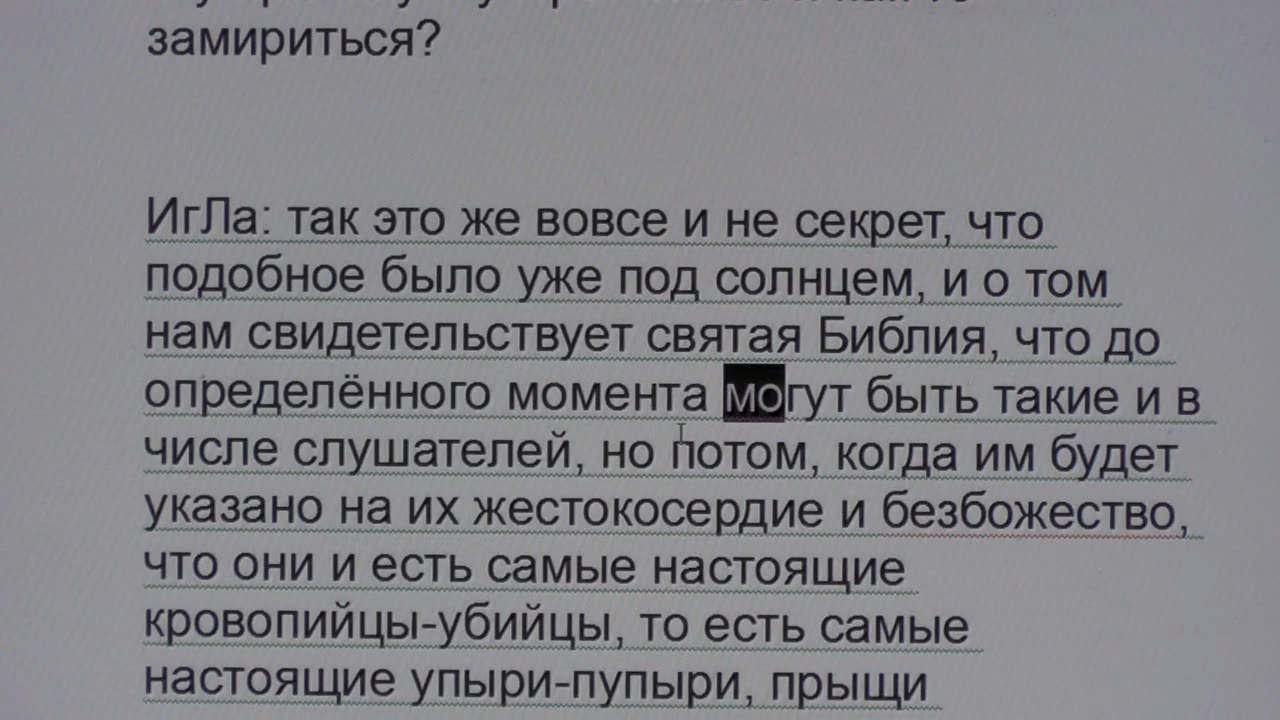 замириться?
ИгЛа: так это же вовсе и не секрет, что
подобное было уже под солнцем, и о том
нам свидетельствует святая Библия, что до
определённого момента могут быть такие и в
числе слушателей, но потом, когда им будет
указано на их жестокосердие и безбожество,
что они и есть самые настоящие
кровопийцы-убийцы, то есть самые
настоящие упыри-пупыри, прыщи